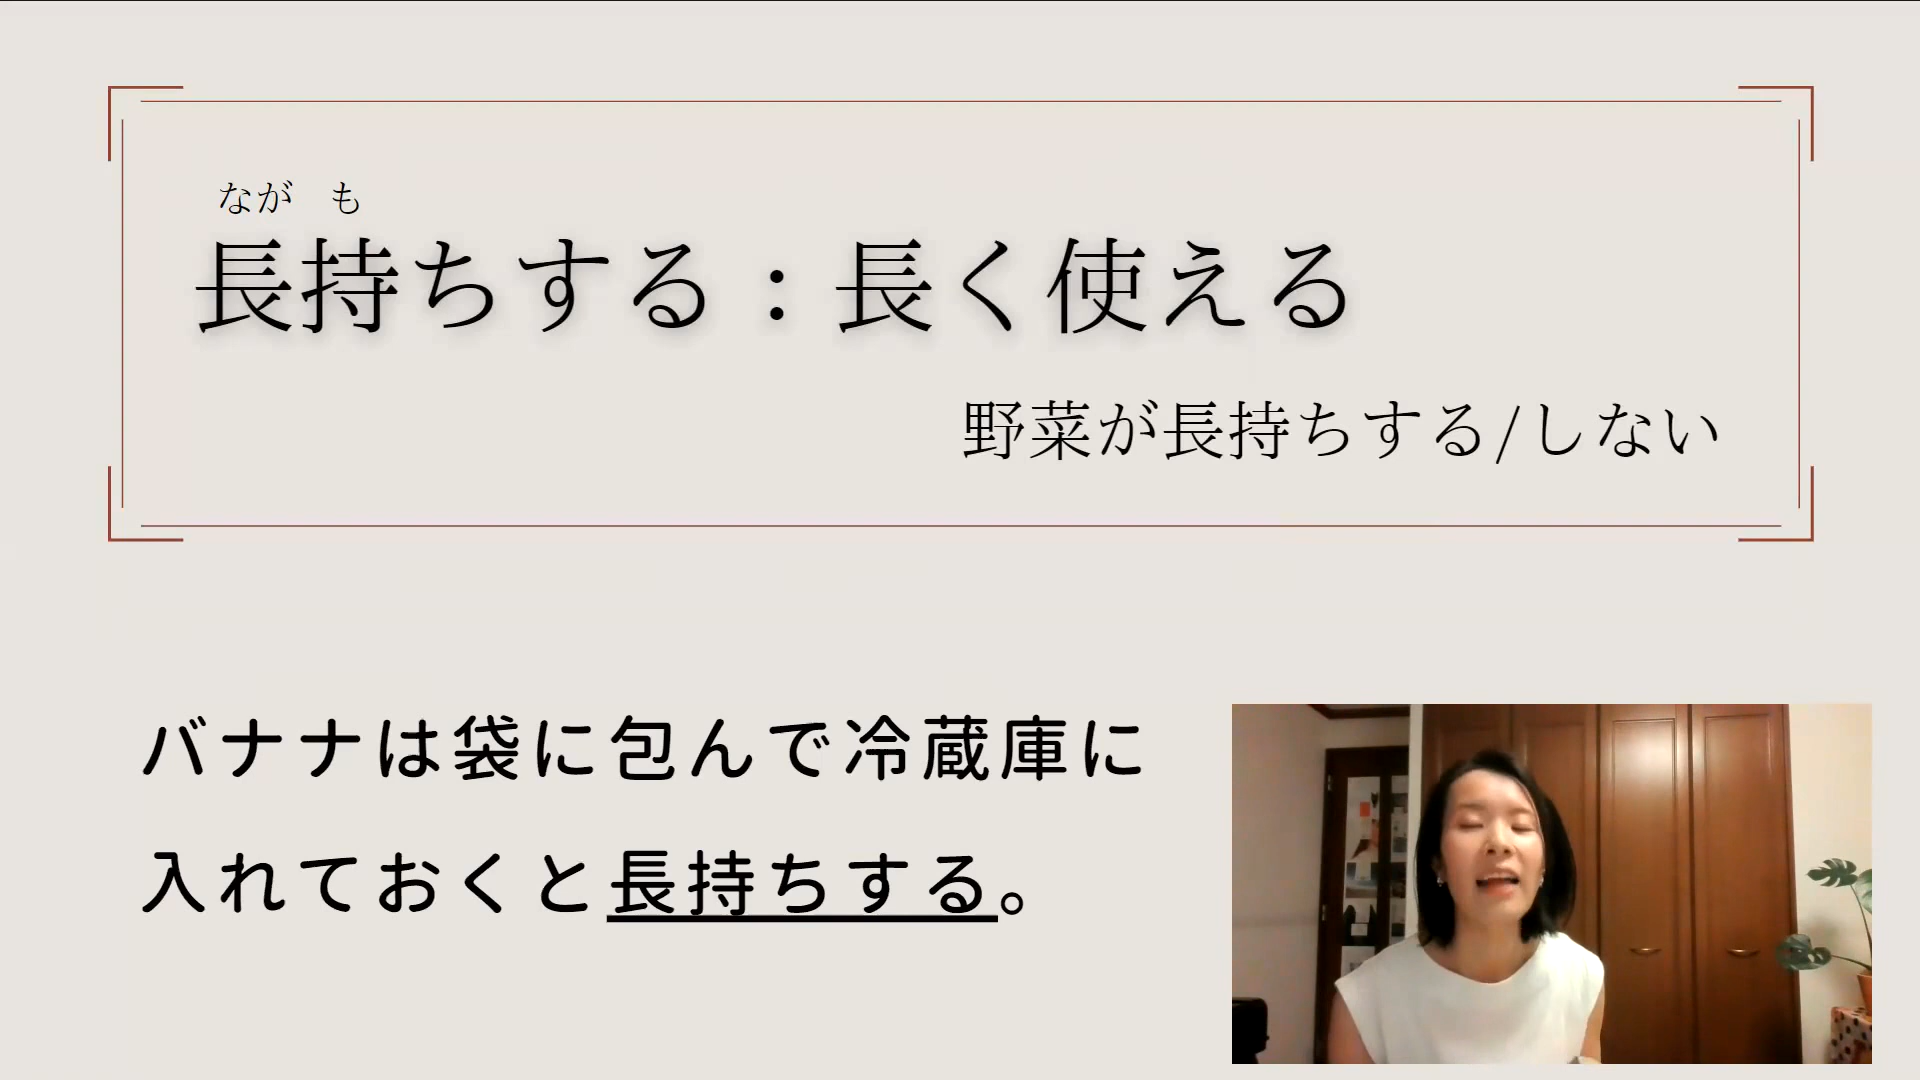 なが も
長持ちする：長く使える
野菜が長持ちする/しない
バナナは袋に包んで冷蔵庫に
入れておくと長持ちする。